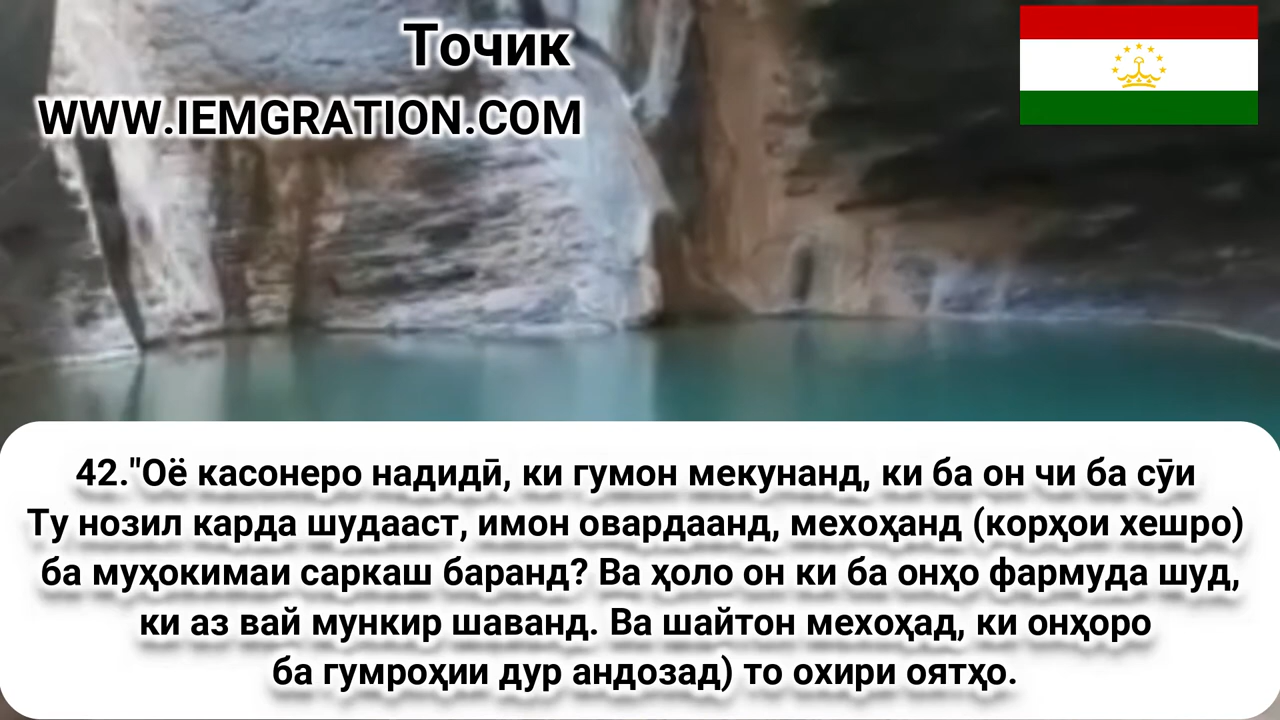 Точик
WWW.IEMGRATION.COM
42."Оё касонеро надидӣ, ки гумон мекунанд, ки ба он чи ба сӯи
Ту нозил карда шудааст, имон овардаанд, мехоҳанд (корҳои хешро)
ба муҳокимаи саркаш баранд? Ва ҳоло он ки ба онҳо фармуда шуд,
ки аз вай мункир шаванд. Ва шайтон мехоҳад, ки онҳоро
ба гумроҳии дур андозад) то охири оятҳо.